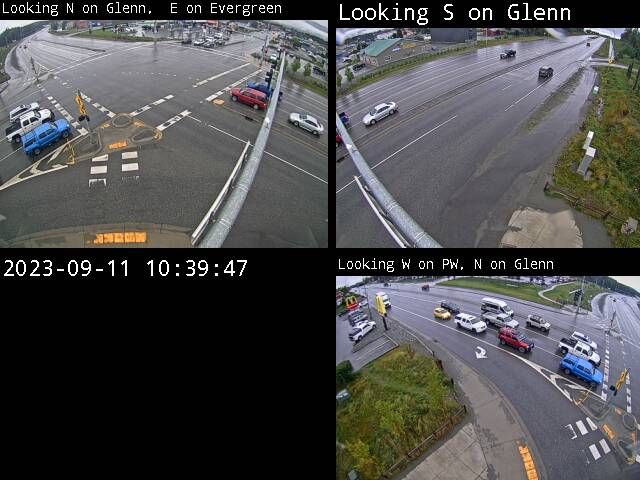 Looking N on Glenn, E on Evergreen
Looking S on Glenn
2023-09-11 10:39:47
Looking W on PW, N on Glenn